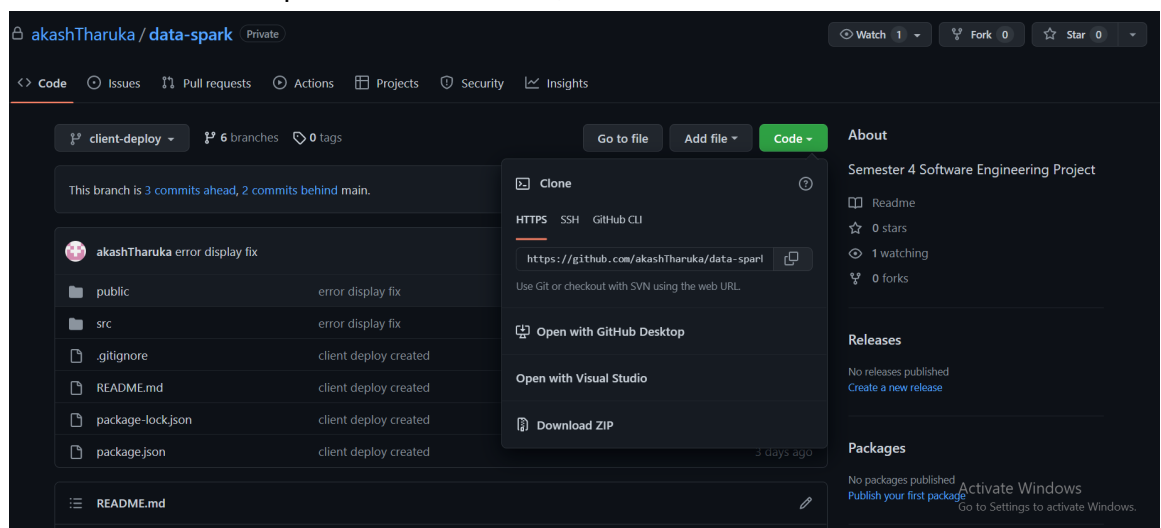 akashTharuka / data-spark Private
Watch 1 Fork 0 Star 0
Code Issues Pull requests Actions Projects Security Insights
client-deploy 6 branches 0 tags Go to file Add file Code
This branch is 3 commits ahead, 2 commits behind main.
akashTharuka error display fix
public error display fix
src error display fix
.gitignore client deploy created
README.md client deploy created
package-lock.json client deploy created
package.json client deploy created 3 days ago
README.md
Clone
HTTPS SSH GitHub CLI
https://github.com/akashTharuka/data-spar
Use Git or checkout with SVN using the web URL.
Open with GitHub Desktop
Open with Visual Studio
Download ZIP
About
Semester 4 Software Engineering Project
Readme
0 stars
1 watching
0 forks
Releases
No releases published
Create a new release
Packages
No packages published
Publish your first package
Activate Windows
Go to Settings to activate Windows.